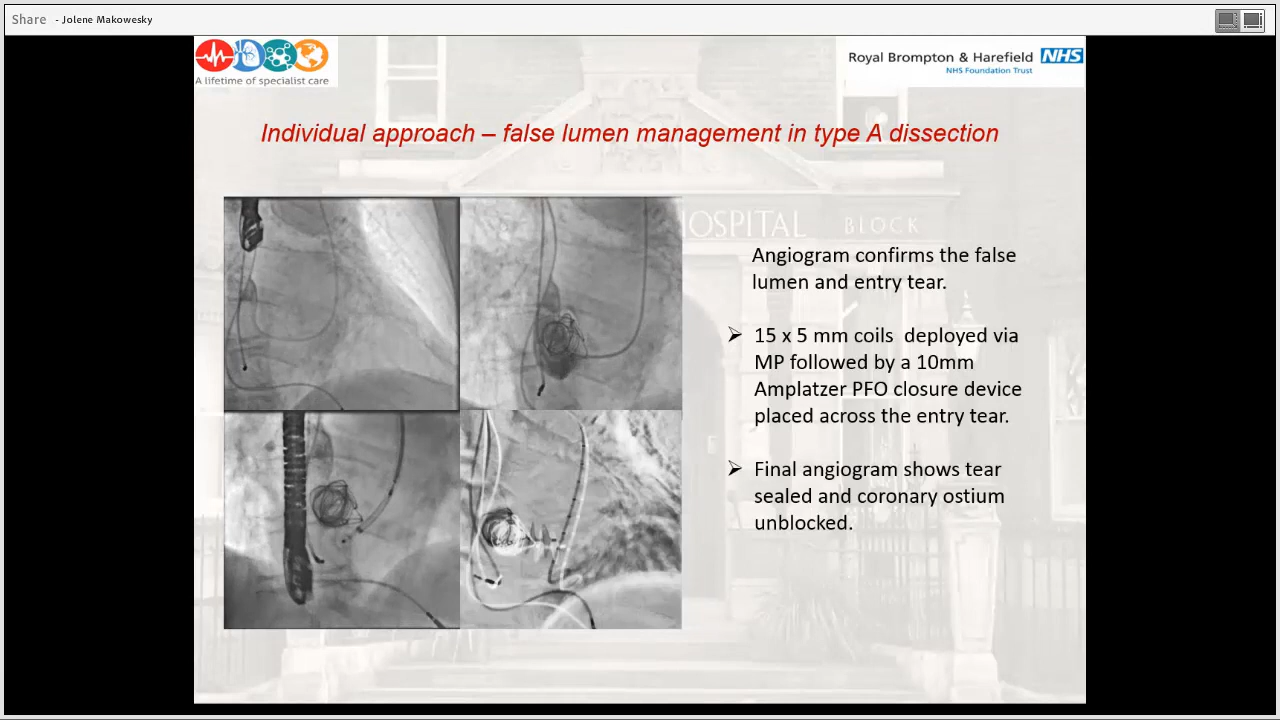 Share - Jolene Makowesky
A lifetime of specialist care
Royal Brompton & Harefield NHS
NHS Foundation Trust
Individual approach – false lumen management in type A dissection
HOSPITAL BLOCK
Angiogram confirms the false
lumen and entry tear.
➢ 15 x 5 mm coils deployed via
MP followed by a 10mm
Amplatzer PFO closure device
placed across the entry tear.
➢ Final angiogram shows tear
sealed and coronary ostium
unblocked.